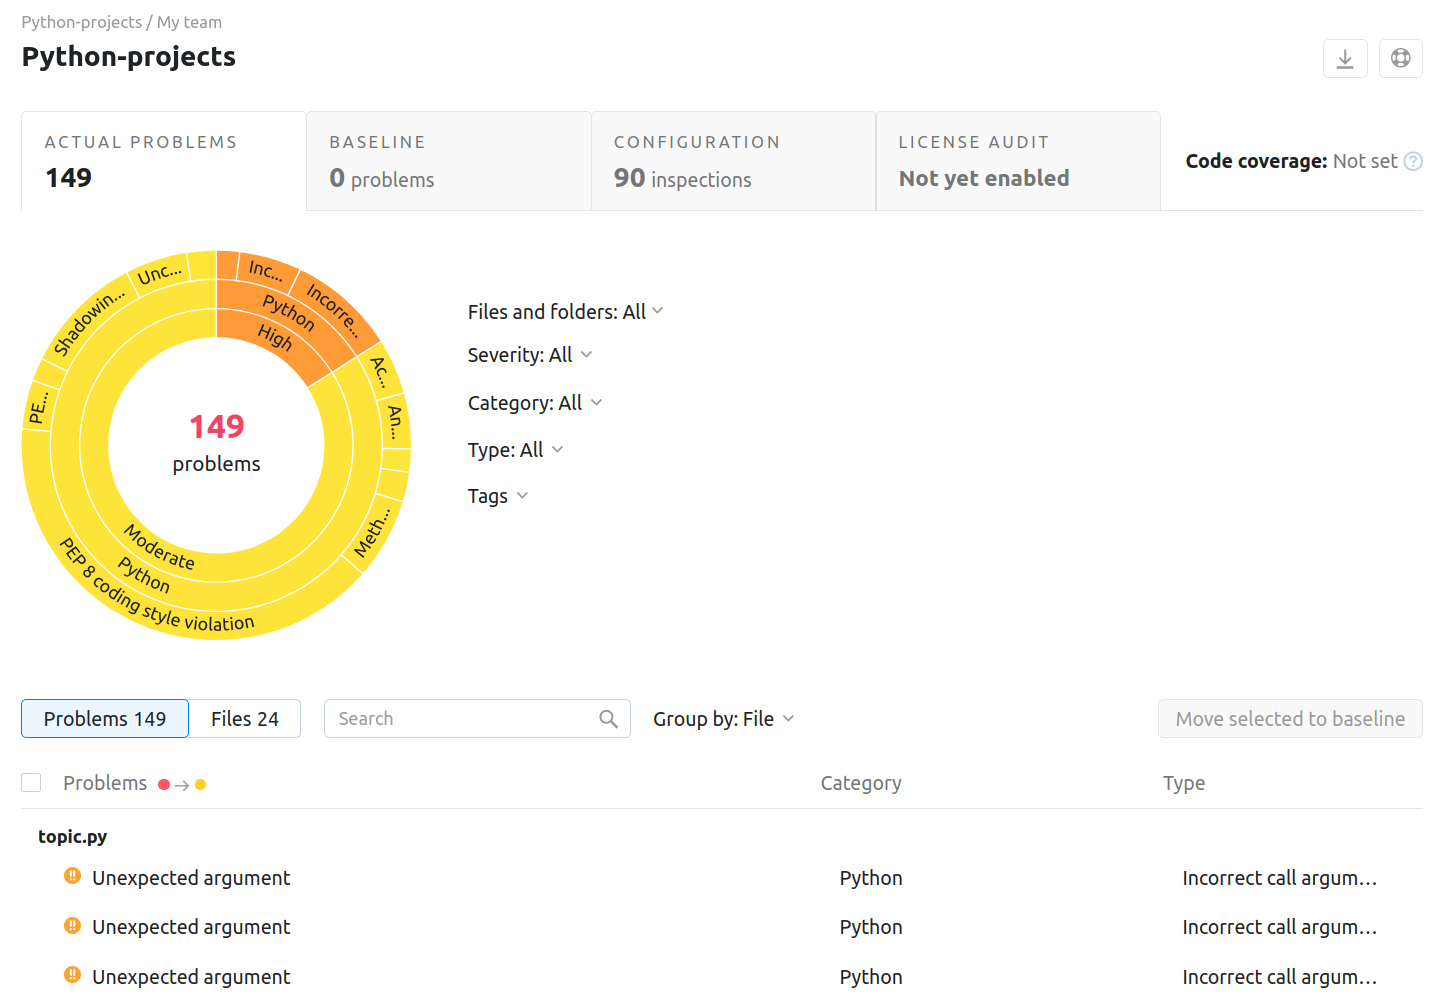 Python-projects / My team
Python-projects
ACTUAL PROBLEMS
149
BASELINE
0 problems
CONFIGURATION
90 inspections
LICENSE AUDIT
Not yet enabled
Code coverage: Not set ?
Unc...
Inc...
Shadowin...
Incorre...
Python
High
Ac...
PE...
An...
149
problems
Meth...
Moderate
Python
PEP 8 coding style violation
Files and folders: All
Severity: All
Category: All
Type: All
Tags
Problems 149
Files 24
Search
Group by: File
Move selected to baseline
Problems
Category
Type
topic.py
Unexpected argument
Python
Incorrect call argum...
Unexpected argument
Python
Incorrect call argum...
Unexpected argument
Python
Incorrect call argum...